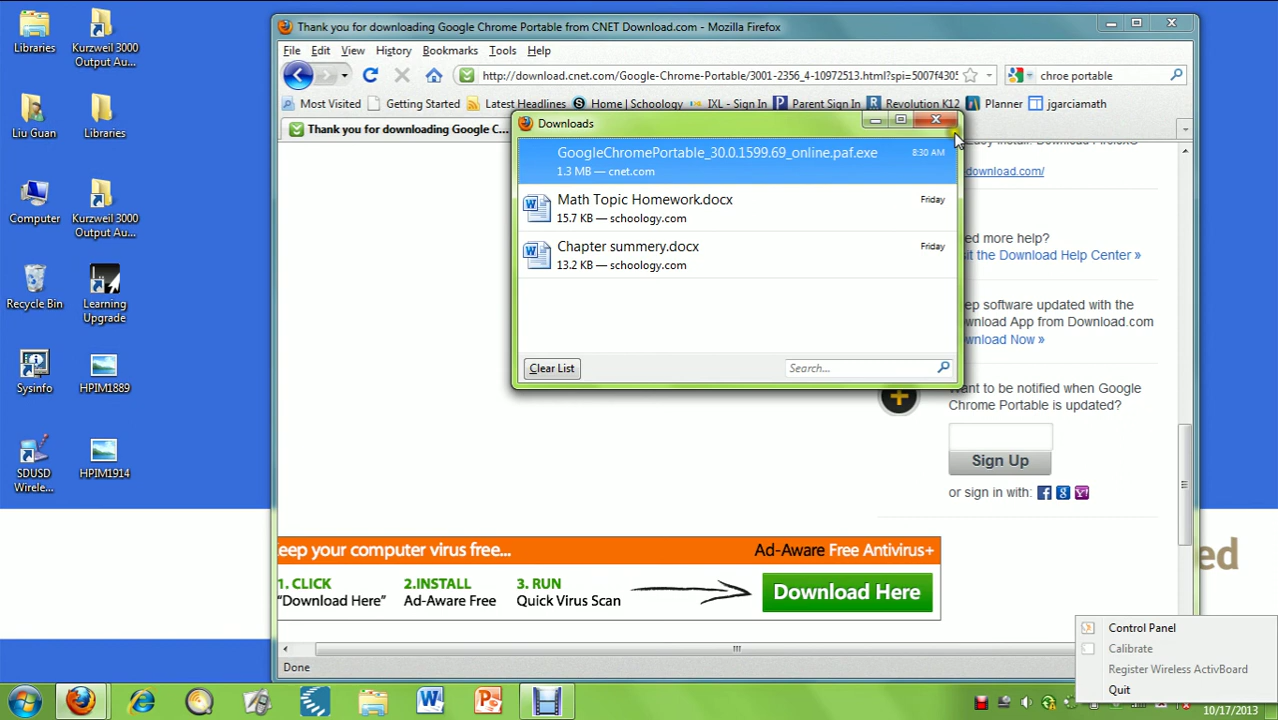 Libraries
Kurzweil 3000
Output Au...
Liu Guan
Libraries
Computer
Kurzweil 3000
Output Au...
Recycle Bin
Learning
Upgrade
Sysinfo
HPIM1889
SDUSD
Wirele...
HPIM1914
Thank you for downloading Google Chrome Portable from CNET Download.com - Mozilla Firefox
File Edit View History Bookmarks Tools Help
http://download.cnet.com/Google-Chrome-Portable/3001-2356_4-10972513.html?spi=5007f4305
chroe portable
Most Visited Getting Started Latest Headlines Home | Schoology IXL - Sign In Parent Sign In Revolution K12 Planner jgarciamath
Thank you for downloading Google C...
Downloads
GoogleChromePortable_30.0.1599.69_online.paf.exe 8:30 AM
1.3 MB — cnet.com
Math Topic Homework.docx Friday
15.7 KB — schoology.com
Chapter summery.docx Friday
13.2 KB — schoology.com
Clear List Search...
download.com/
ed more help?
it the Download Help Center »
ep software updated with the
wnload App from Download.com
wnload Now »
Want to be notified when Google
Chrome Portable is updated?
Sign Up
or sign in with:
eep your computer virus free... Ad-Aware Free Antivirus+
1. CLICK 2.INSTALL 3. RUN
"Download Here" Ad-Aware Free Quick Virus Scan
Download Here
ed
Done
Control Panel
Calibrate
Register Wireless ActivBoard
Quit
10/17/2013